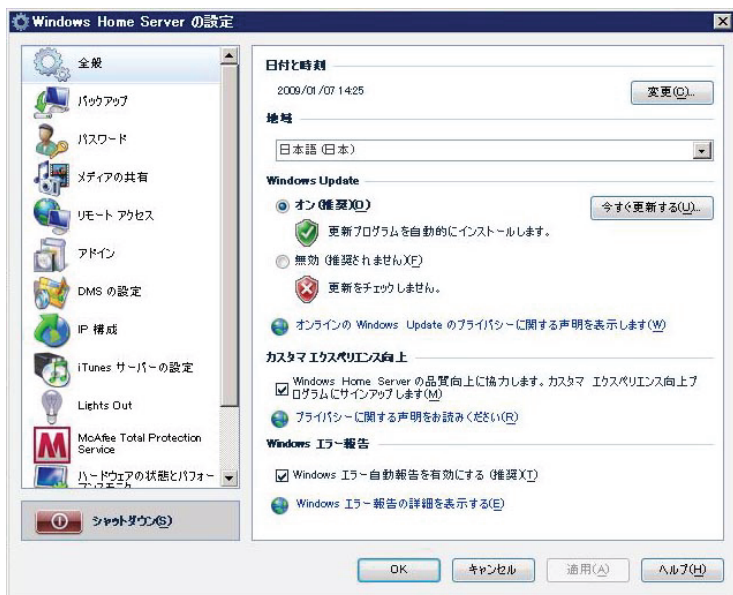 Windows Home Server の設定
全般
バックアップ
パスワード
メディアの共有
リモート アクセス
アドイン
DMS の設定
IP 構成
iTunes サーバーの設定
Lights Out
McAfee Total Protection
Service
ハードウェアの状態とパフォー
シャットダウン(S)
日付と時刻
2009/01/07 14:25
変更(C)...
地域
日本語 (日本)
Windows Update
オン (推奨)(O)
今すぐ更新する(U)...
更新プログラムを自動的にインストールします。
無効 (推奨されません)(F)
更新をチェックしません。
オンラインの Windows Update のプライバシーに関する声明を表示します(W)
カスタマ エクスペリエンス向上
Windows Home Server の品質向上に協力します。カスタマ エクスペリエンス向上プ
ログラムにサインアップします(M)
プライバシーに関する声明をお読みください(R)
Windows エラー報告
Windows エラー自動報告を有効にする (推奨)(T)
Windows エラー報告の詳細を表示する(E)
OK
キャンセル
適用(A)
ヘルプ(H)